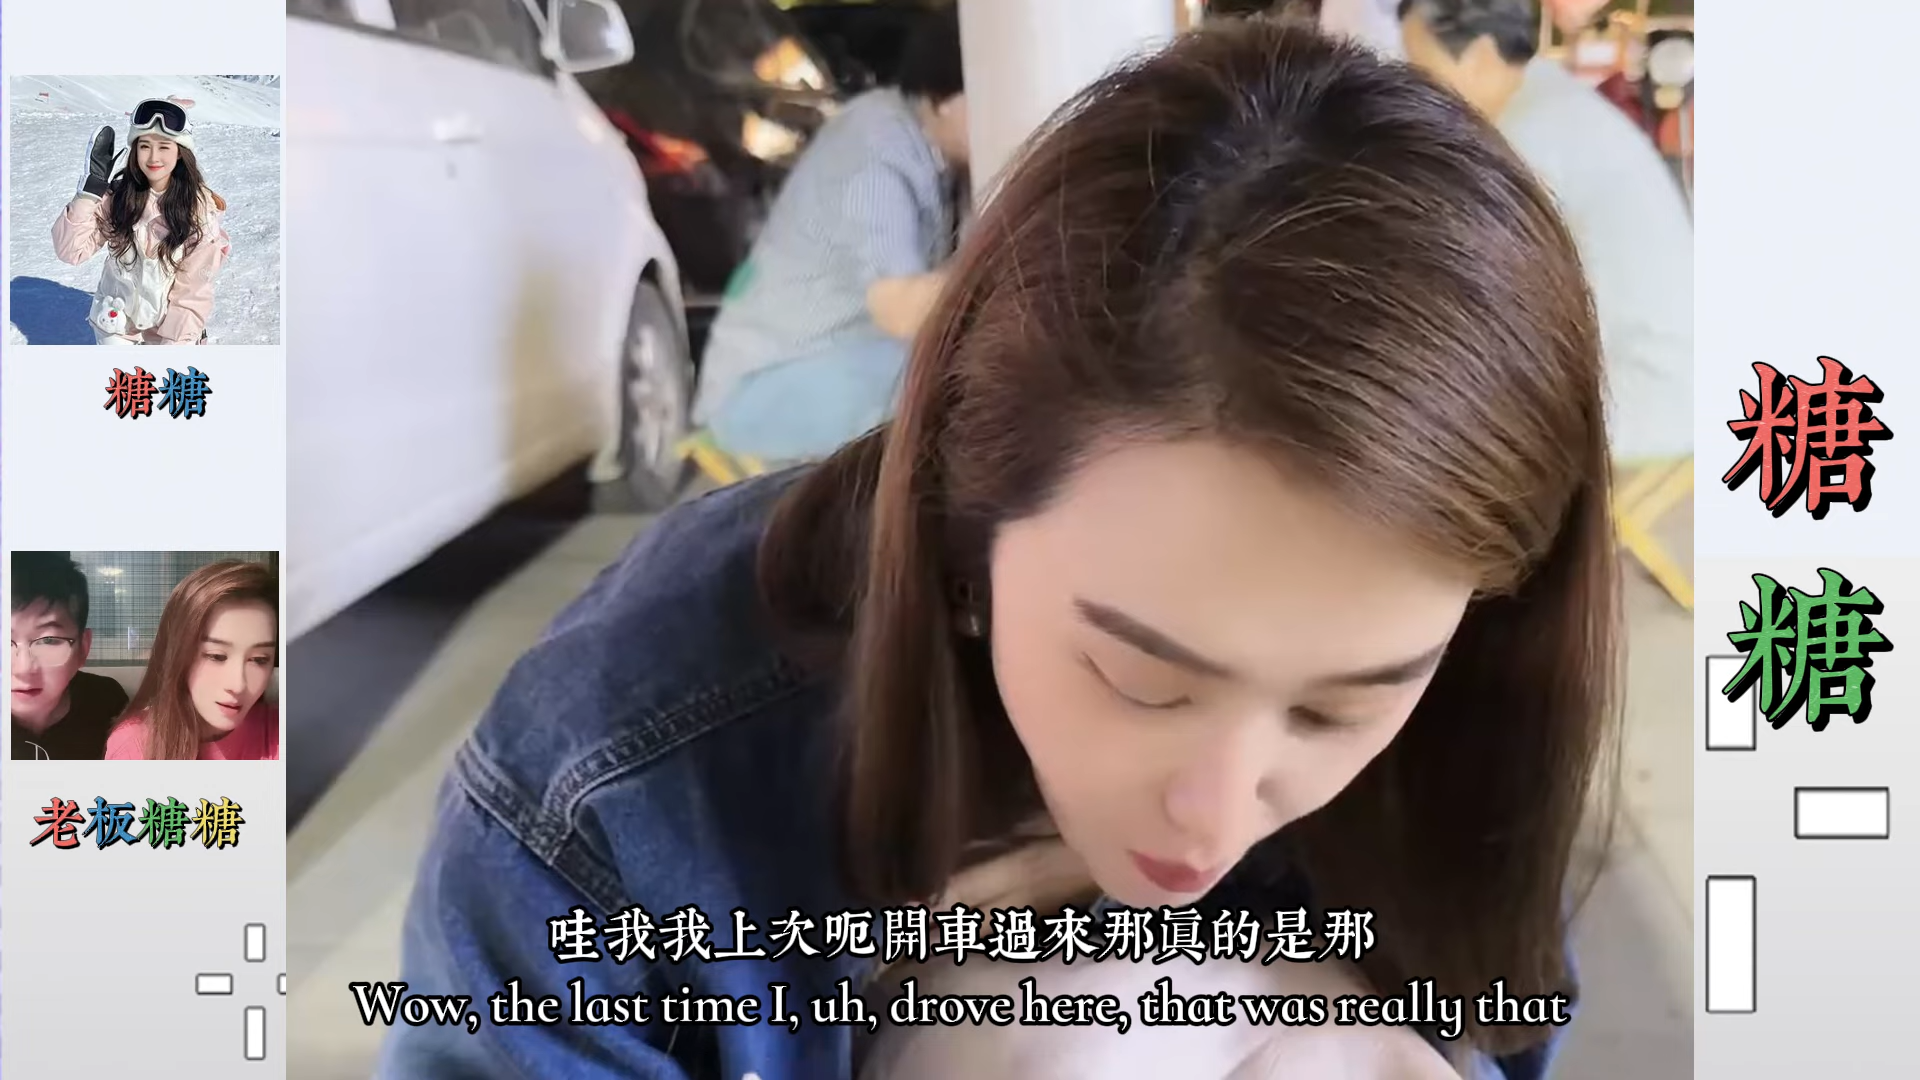 糖糖
老板糖糖
哇我我上次呃開車過來那真的是那
Wow, the last time I, uh, drove here, that was really that
糖
糖